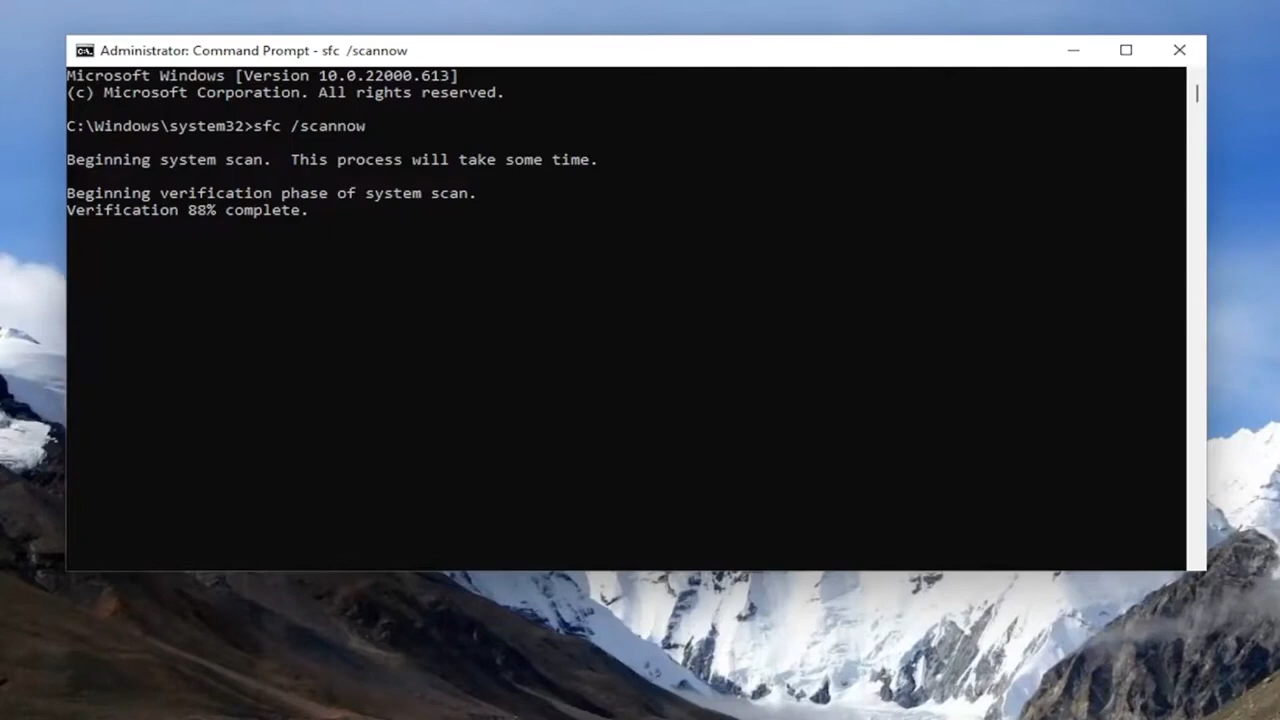 Administrator: Command Prompt - sfc  /scannow
Microsoft Windows [Version 10.0.22000.613]
(c) Microsoft Corporation. All rights reserved.
C:\Windows\system32>sfc /scannow
Beginning system scan.  This process will take some time.
Beginning verification phase of system scan.
Verification 88% complete.